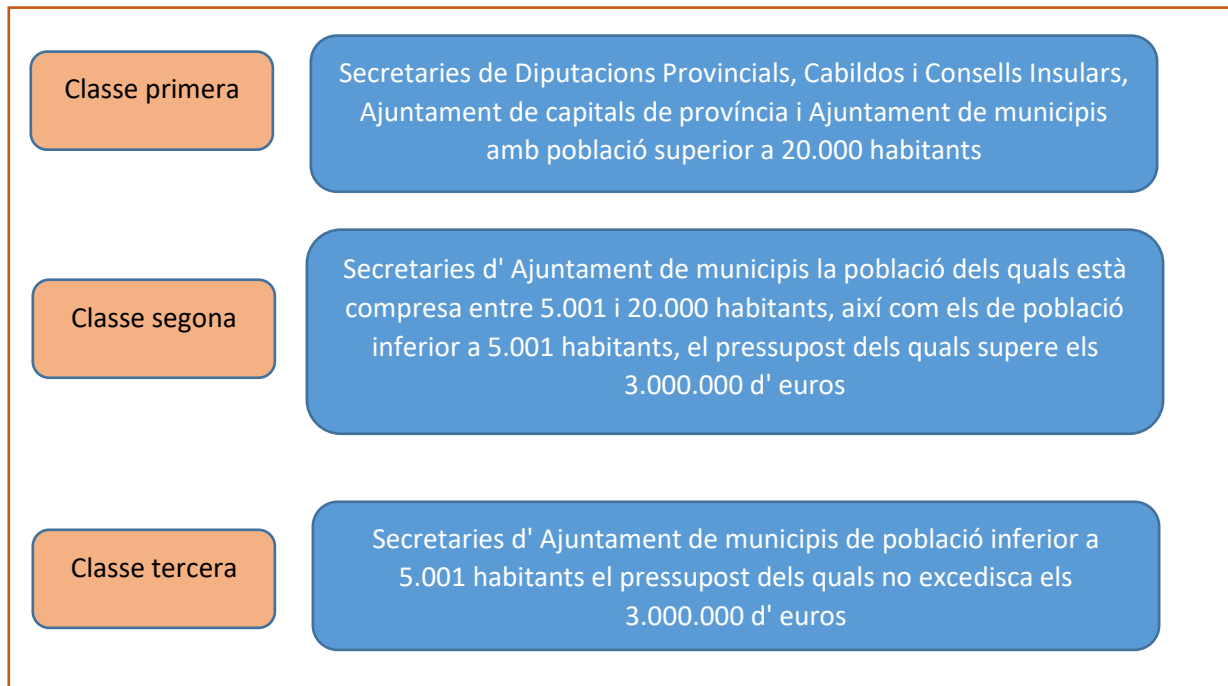 Classe primera
Secretaries de Diputacions Provincials, Cabildos i Consells Insulars,
Ajuntament de capitals de província i Ajuntament de municipis
amb població superior a 20.000 habitants
Classe segona
Secretaries d' Ajuntament de municipis la població dels quals està
compresa entre 5.001 i 20.000 habitants, així com els de població
inferior a 5.001 habitants, el pressupost dels quals supere els
3.000.000 d' euros
Classe tercera
Secretaries d' Ajuntament de municipis de població inferior a
5.001 habitants el pressupost dels quals no excedisca els
3.000.000 d' euros